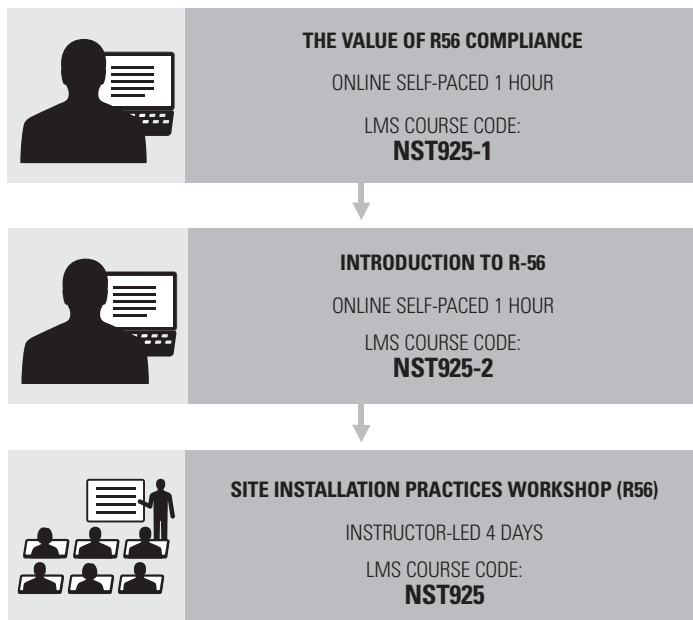 THE VALUE OF R56 COMPLIANCE
ONLINE SELF-PACED 1 HOUR
LMS COURSE CODE:
NST925-1
INTRODUCTION TO R-56
ONLINE SELF-PACED 1 HOUR
LMS COURSE CODE:
NST925-2
SITE INSTALLATION PRACTICES WORKSHOP (R56)
INSTRUCTOR-LED 4 DAYS
LMS COURSE CODE:
NST925